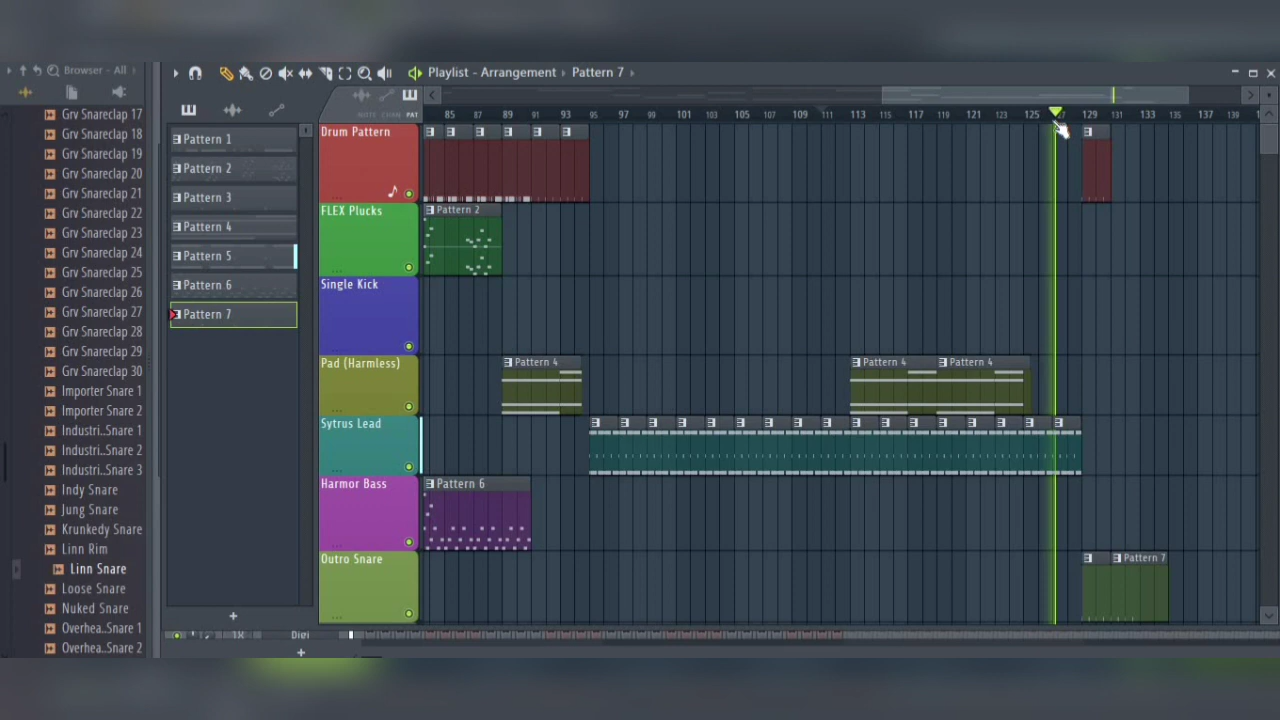 Browser - All
Playlist - Arrangement › Pattern 7 ›
NOTE CHAN PAT
85 87 89 91 93 95 97 99 101 103 105 107 109 111 113 115 117 119 121 123 125 127 129 131 133 135 137 139
Grv Snareclap 17
Grv Snareclap 18
Grv Snareclap 19
Grv Snareclap 20
Grv Snareclap 21
Grv Snareclap 22
Grv Snareclap 23
Grv Snareclap 24
Grv Snareclap 25
Grv Snareclap 26
Grv Snareclap 27
Grv Snareclap 28
Grv Snareclap 29
Grv Snareclap 30
Importer Snare 1
Importer Snare 2
Industri..Snare 1
Industri..Snare 2
Industri..Snare 3
Indy Snare
Jung Snare
Krunkedy Snare
Linn Rim
Linn Snare
Loose Snare
Nuked Snare
Overhea..Snare 1
Overhea..Snare 2
Pattern 1
Pattern 2
Pattern 3
Pattern 4
Pattern 5
Pattern 6
Pattern 7
Drum Pattern
FLEX Plucks
Pattern 2
Single Kick
Pad (Harmless)
Pattern 4
Pattern 4
Pattern 4
Sytrus Lead
Harmor Bass
Pattern 6
Outro Snare
Pattern 7